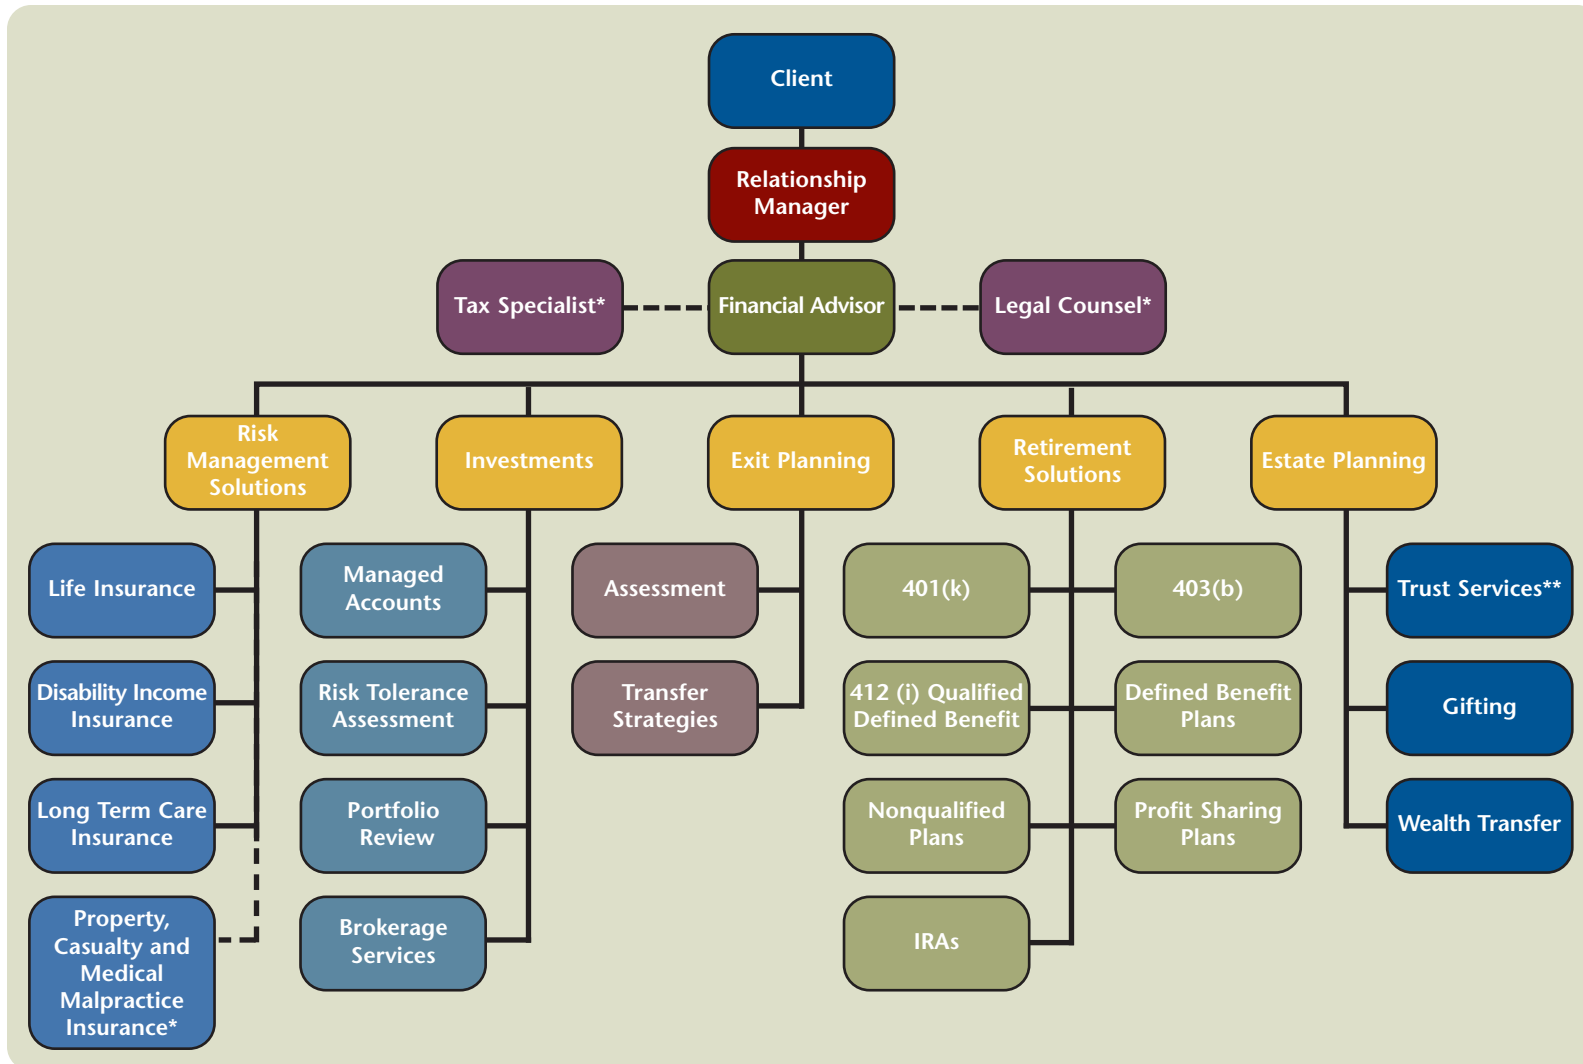 Client
Relationship
Manager
Tax Specialist*
Financial Advisor
Legal Counsel*
Risk
Management
Solutions
Investments
Exit Planning
Retirement
Solutions
Estate Planning
Life Insurance
Managed
Accounts
Assessment
401(k)
403(b)
Trust Services**
Disability Income
Insurance
Risk Tolerance
Assessment
Transfer
Strategies
412 (i) Qualified
Defined Benefit
Defined Benefit
Plans
Gifting
Long Term Care
Insurance
Portfolio
Review
Nonqualified
Plans
Profit Sharing
Plans
Wealth Transfer
Property,
Casualty and
Medical
Malpractice
Insurance*
Brokerage
Services
IRAs